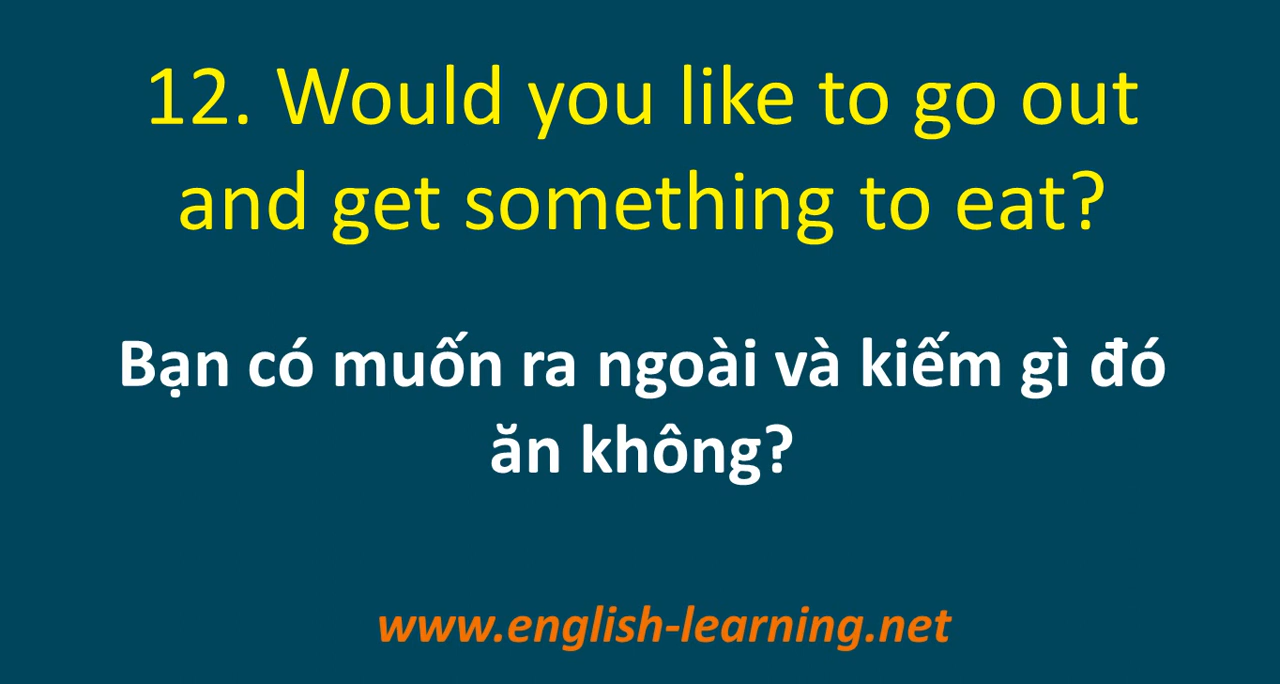 12. Would you like to go out
and get something to eat?
Bạn có muốn ra ngoài và kiếm gì đó
ăn không?
www.english-learning.net